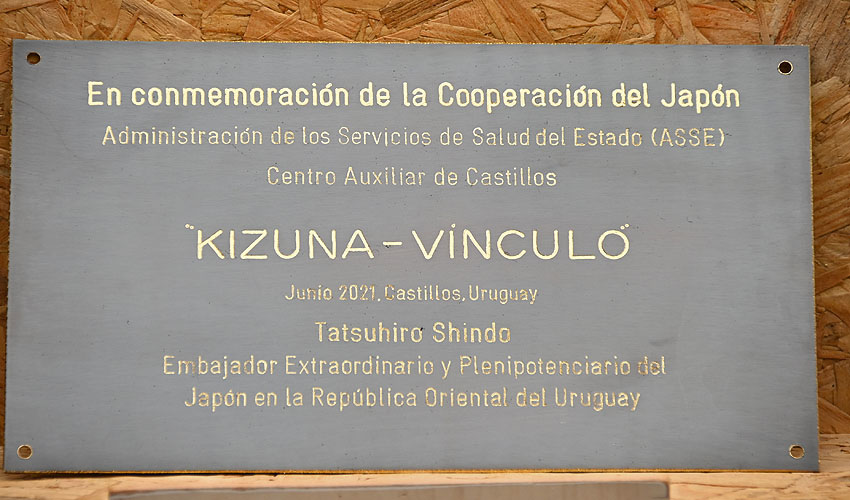 En conmemoración de la Cooperación del Japón
Administración de los Servicios de Salud del Estado (ASSE)
Centro Auxiliar de Castillos
"KIZUNA – VÍNCULO"
Junio 2021, Castillos, Uruguay
Tatsuhiro Shindo
Embajador Extraordinario y Plenipotenciario del
Japón en la República Oriental del Uruguay